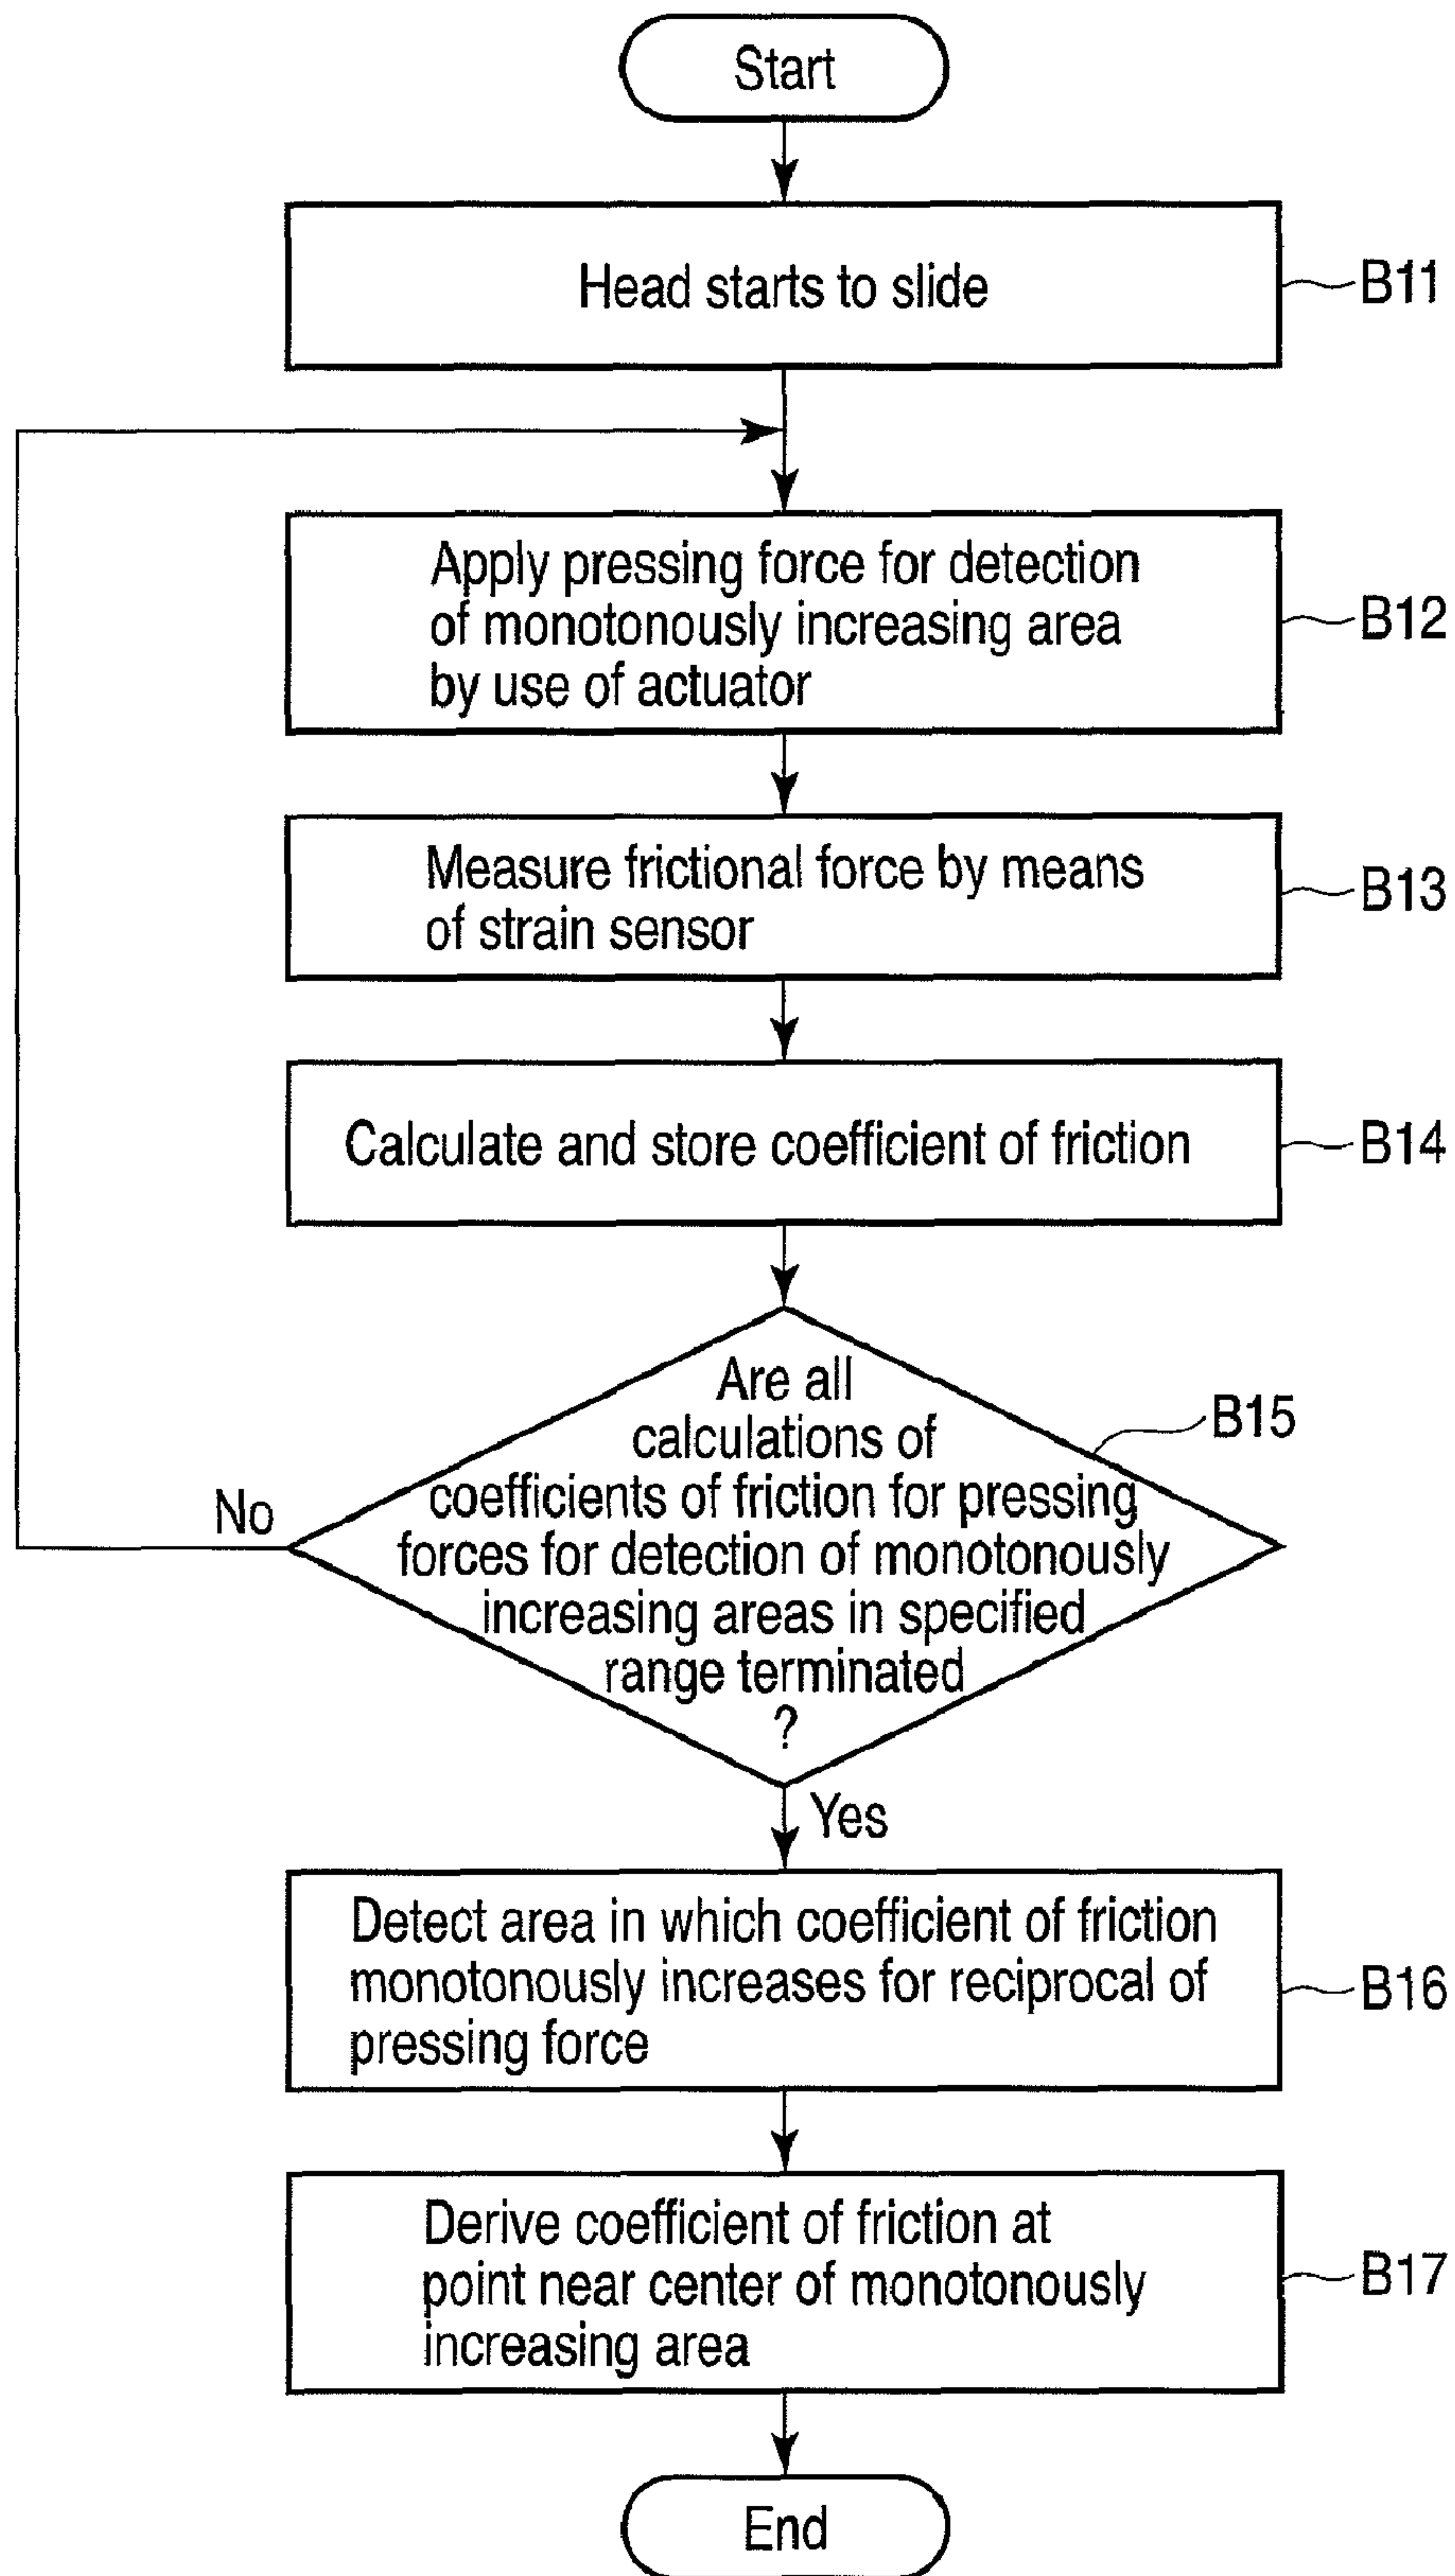 Start
Head starts to slide
B11
Apply pressing force for detection
of monotonously increasing area
by use of actuator
B12
Measure frictional force by means
of strain sensor
B13
Calculate and store coefficient of friction
B14
Are all
calculations of
coefficients of friction for pressing
forces for detection of monotonously
increasing areas in specified
range terminated
?
B15
No
Yes
Detect area in which coefficient of friction
monotonously increases for reciprocal of
pressing force
B16
Derive coefficient of friction at
point near center of monotonously
increasing area
B17
End